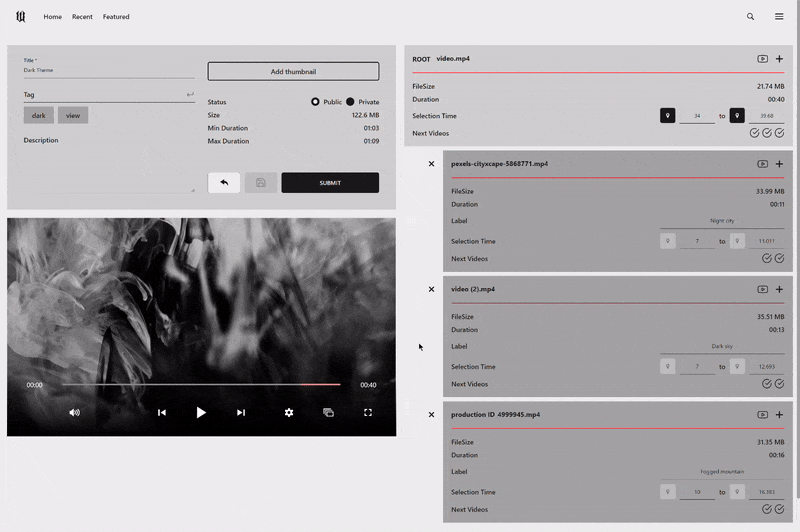 Home Recent Featured
Title *
Dark Theme
Tag
dark view
Description
Add thumbnail
Status Public Private
Size 122.6 MB
Min Duration 01:03
Max Duration 01:09
SUBMIT
00:00 00:40
ROOT video.mp4
FileSize 21.74 MB
Duration 00:40
Selection Time 34 to 39.68
Next Videos
pexels-cityxcape-5868771.mp4
FileSize 33.99 MB
Duration 00:11
Label Night city
Selection Time 7 to 11.011
Next Videos
video (2).mp4
FileSize 35.51 MB
Duration 00:13
Label Dark sky
Selection Time 7 to 12.693
Next Videos
production ID 4999945.mp4
FileSize 31.35 MB
Duration 00:16
Label Fogged mountain
Selection Time 10 to 16.383
Next Videos